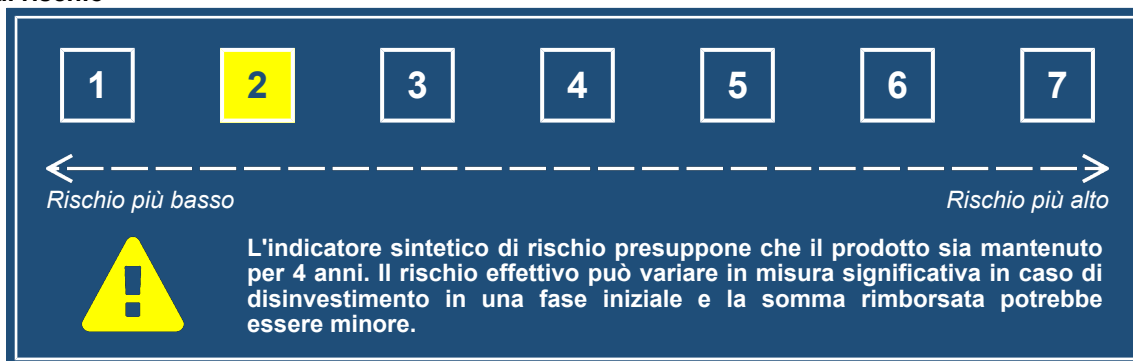 di rischio
1 2 3 4 5 6 7
Rischio più basso Rischio più alto
L'indicatore sintetico di rischio presuppone che il prodotto sia mantenuto
per 4 anni. Il rischio effettivo può variare in misura significativa in caso di
disinvestimento in una fase iniziale e la somma rimborsata potrebbe
essere minore.